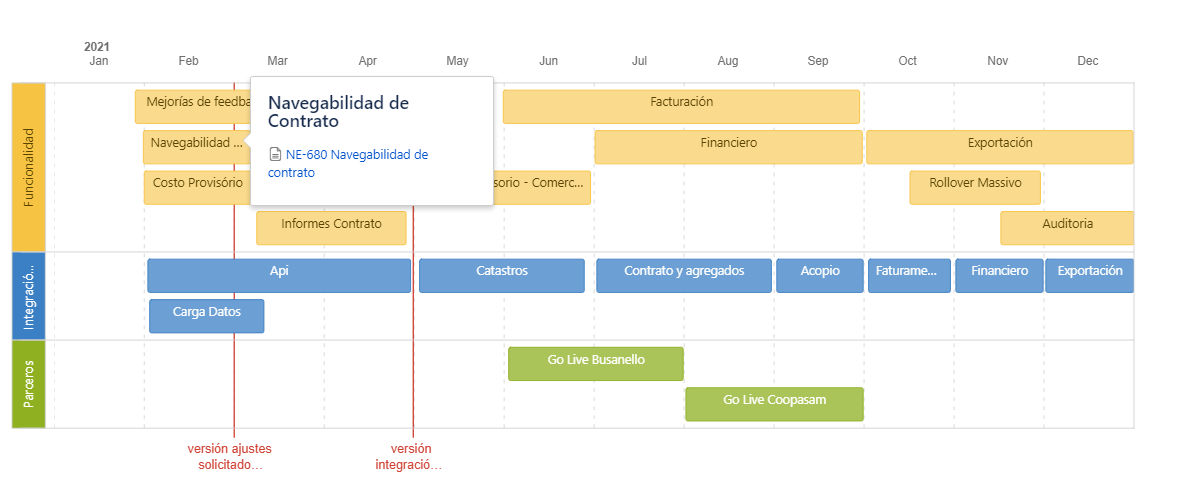 2021
Jan Feb Mar Apr May Jun Jul Aug Sep Oct Nov Dec
Funcionalidad
Mejorías de feedba
Facturación
Navegabilidad ...
Financiero
Exportación
Costo Provisório
sorio - Comerc...
Rollover Massivo
Informes Contrato
Auditoria
Navegabilidad de
Contrato
NE-680 Navegabilidad de
contrato
Integració...
Api
Catastros
Contrato y agregados
Acopio
Faturame...
Financiero
Exportación
Carga Datos
Parceros
Go Live Busanello
Go Live Coopasam
versión ajustes
solicitado...
versión
integració...